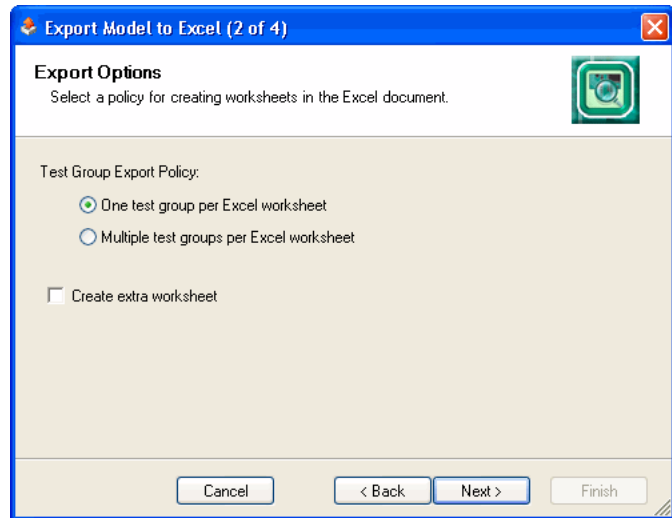 Export Model to Excel (2 of 4)
Export Options
Select a policy for creating worksheets in the Excel document.
Test Group Export Policy:
One test group per Excel worksheet
Multiple test groups per Excel worksheet
Create extra worksheet
Cancel
< Back
Next >
Finish